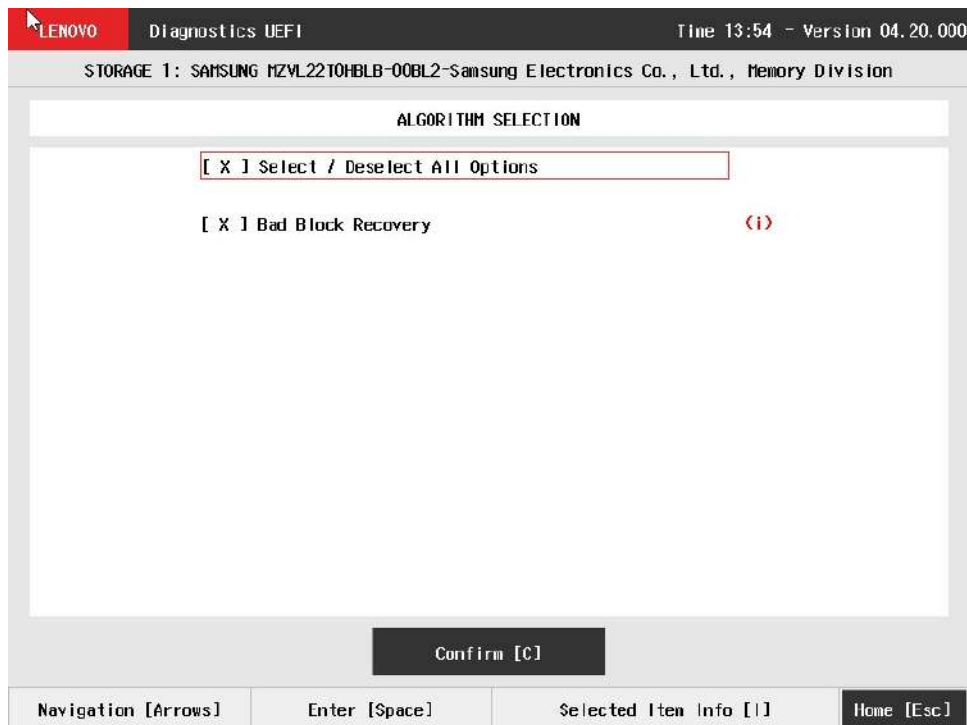 LENOVO Diagnostics UEFI Time 13:54 - Version 04.20.000
STORAGE 1: SAMSUNG MZVL22T0HBLB-00BL2-Samsung Electronics Co., Ltd., Memory Division
ALGORITHM SELECTION
[ X ] Select / Deselect All Options
[ X ] Bad Block Recovery (i)
Confirm [C]
Navigation [Arrows] Enter [Space] Selected Item Info [I] Home [Esc]